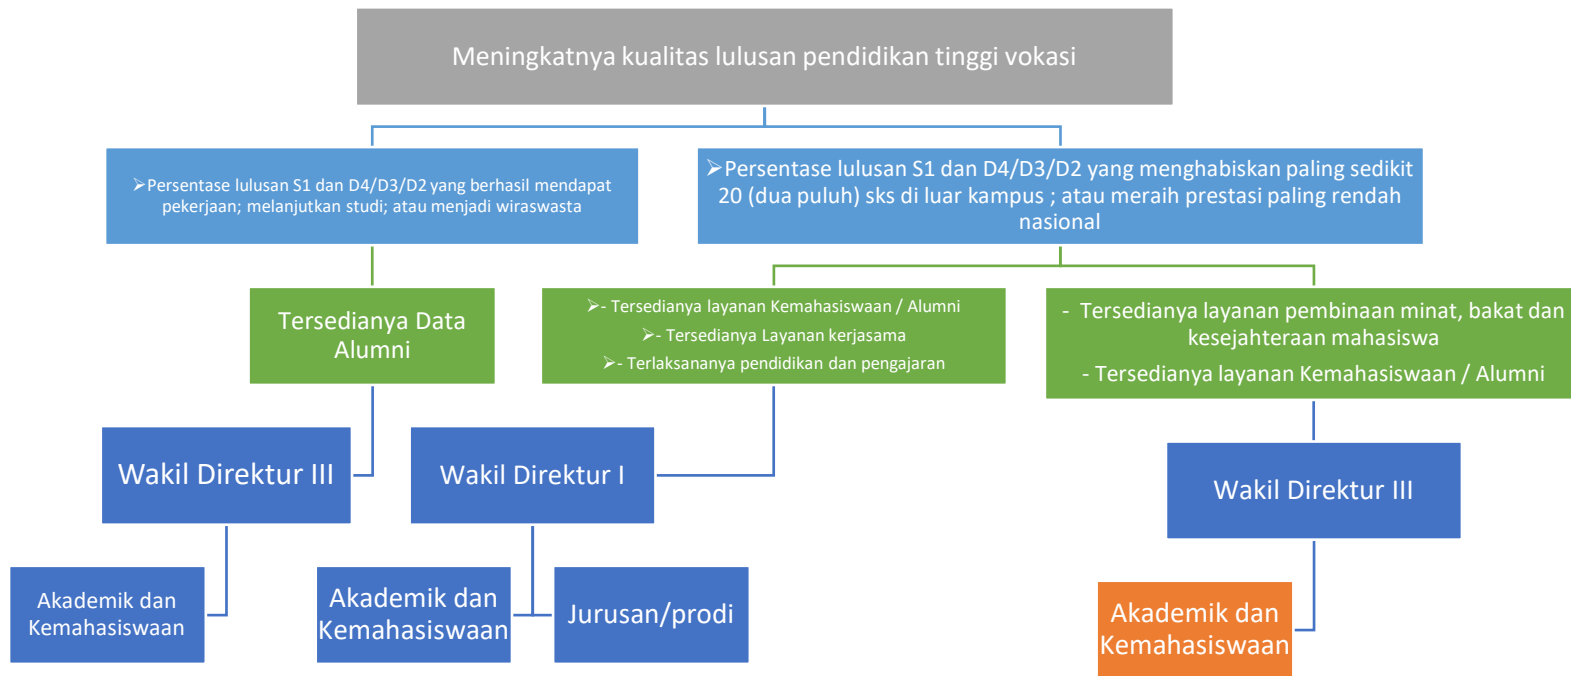 Meningkatnya kualitas lulusan pendidikan tinggi vokasi
➢Persentase lulusan S1 dan D4/D3/D2 yang berhasil mendapat
pekerjaan; melanjutkan studi; atau menjadi wiraswasta
➢Persentase lulusan S1 dan D4/D3/D2 yang menghabiskan paling sedikit
20 (dua puluh) sks di luar kampus ; atau meraih prestasi paling rendah
nasional
Tersedianya Data
Alumni
➢- Tersedianya layanan Kemahasiswaan / Alumni
➢- Tersedianya Layanan kerjasama
➢- Terlaksananya pendidikan dan pengajaran
- Tersedianya layanan pembinaan minat, bakat dan
kesejahteraan mahasiswa
- Tersedianya layanan Kemahasiswaan / Alumni
Wakil Direktur III
Wakil Direktur I
Wakil Direktur III
Akademik dan
Kemahasiswaan
Akademik dan
Kemahasiswaan
Jurusan/prodi
Akademik dan
Kemahasiswaan